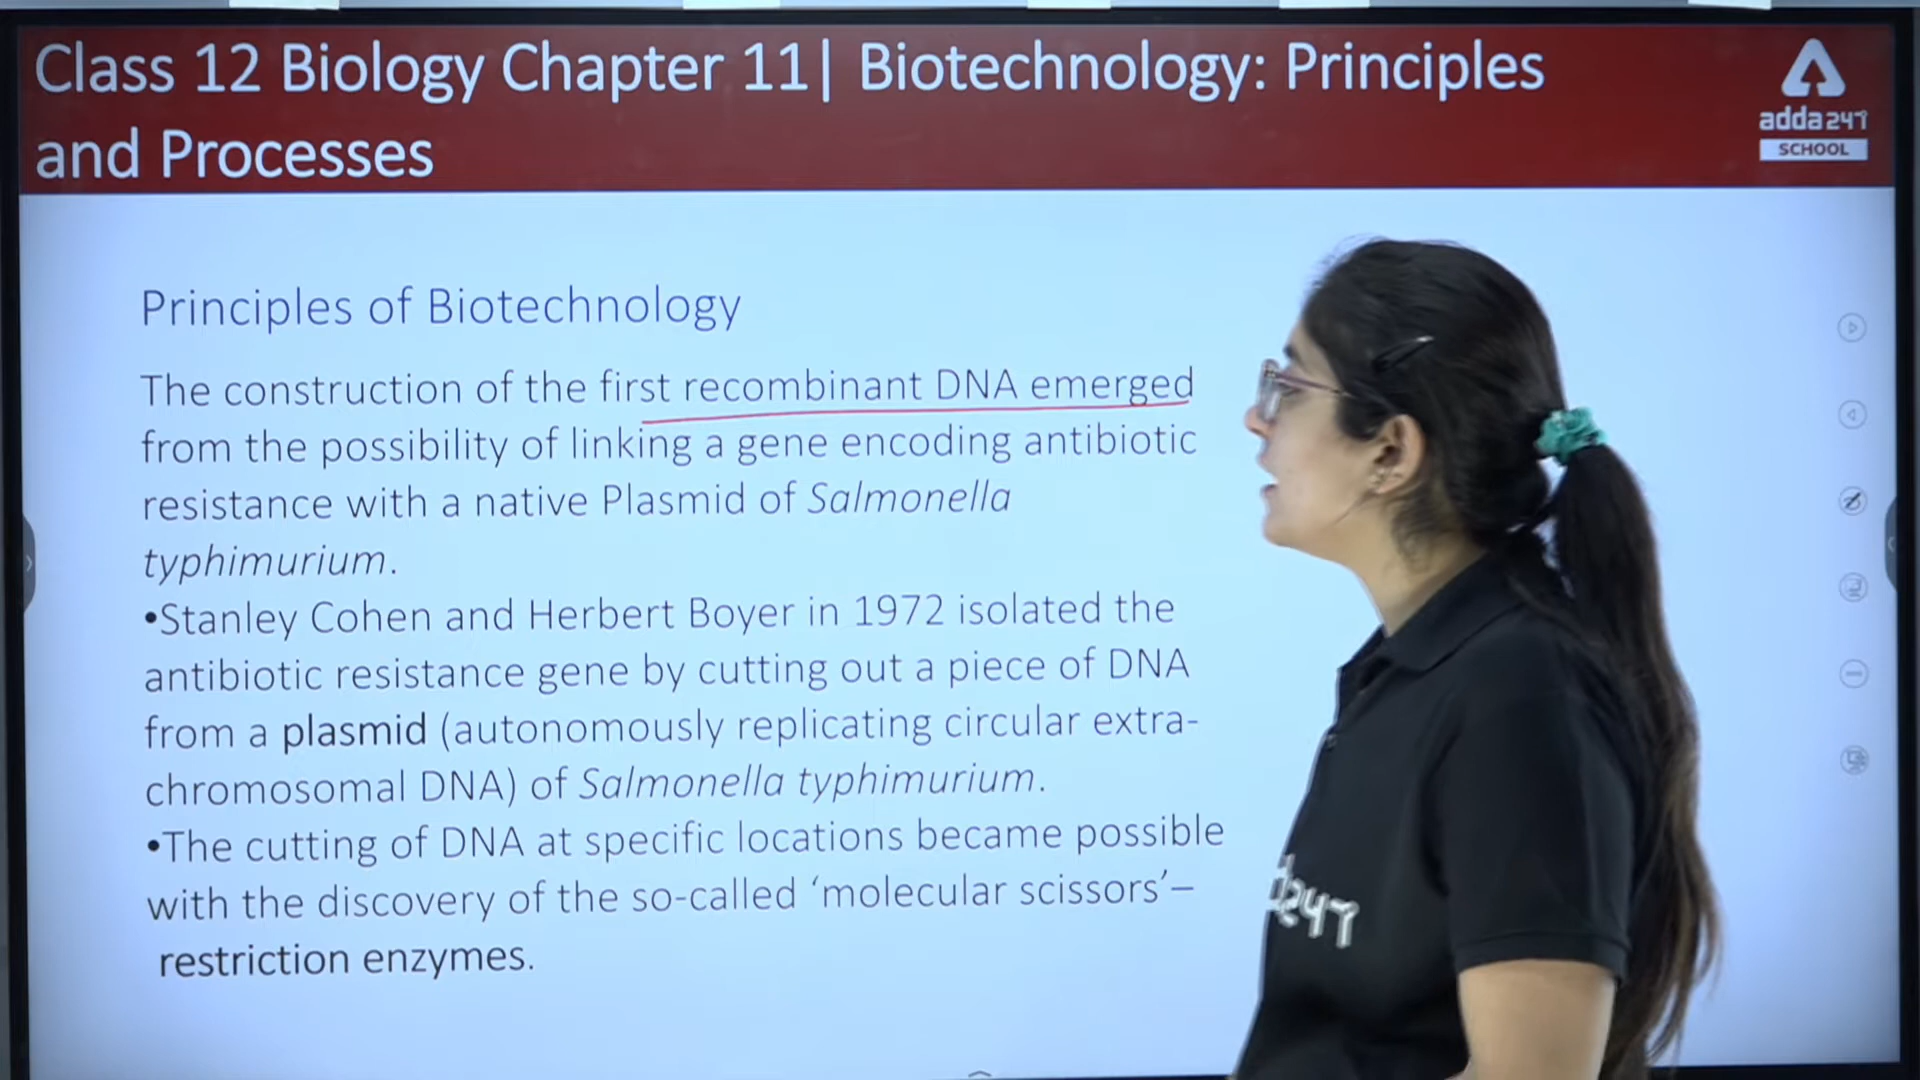 Class 12 Biology Chapter 11| Biotechnology: Principles
and Processes
adda247
SCHOOL
Principles of Biotechnology
The construction of the first recombinant DNA emerged
from the possibility of linking a gene encoding antibiotic
resistance with a native Plasmid of Salmonella
typhimurium.
•Stanley Cohen and Herbert Boyer in 1972 isolated the
antibiotic resistance gene by cutting out a piece of DNA
from a plasmid (autonomously replicating circular extra-
chromosomal DNA) of Salmonella typhimurium.
•The cutting of DNA at specific locations became possible
with the discovery of the so-called ‘molecular scissors’–
restriction enzymes.